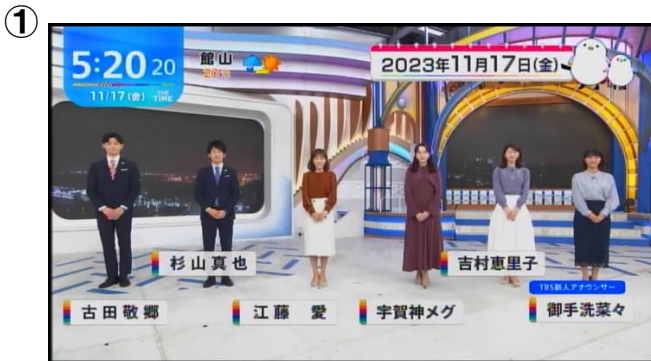 ①
5:20 20
11/17(金) THE TIME
館山
20℃
2023年11月17日(金)
杉山真也
吉村恵里子
TBS新人アナウンサー
古田敬郷
江藤 愛
宇賀神メグ
御手洗菜々